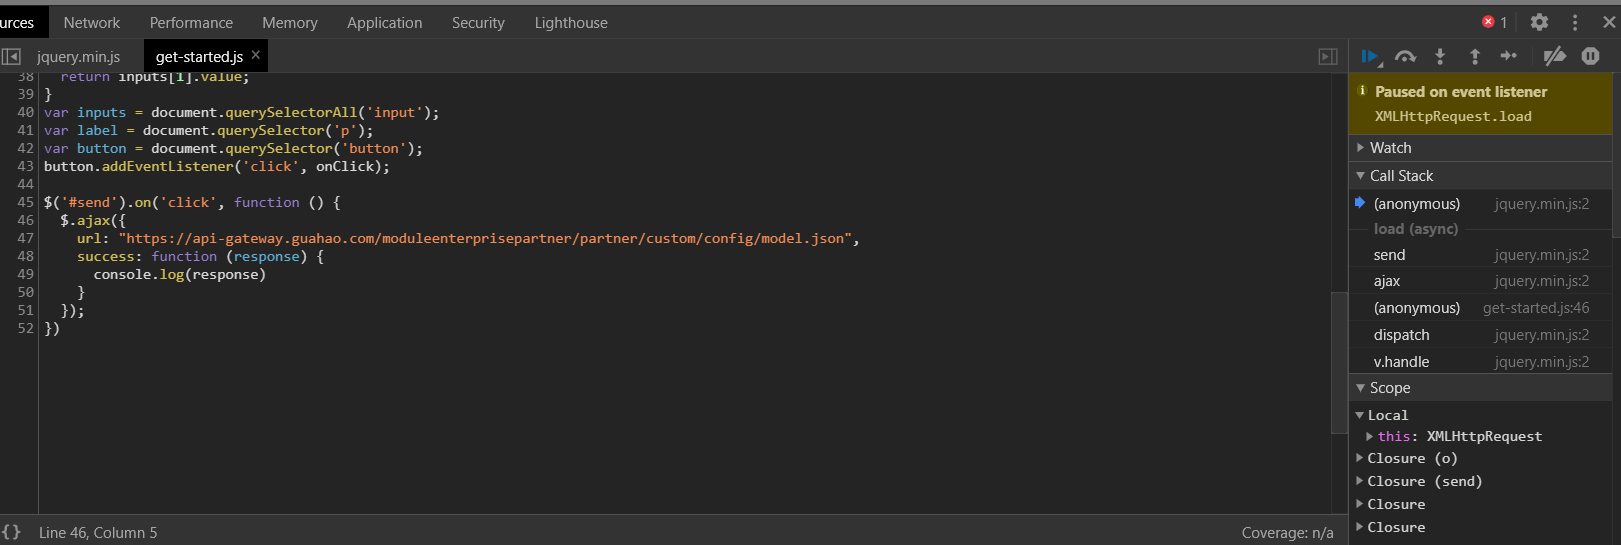 urces Network Performance Memory Application Security Lighthouse 1
jquery.min.js get-started.js
38 return inputs[1].value;
39 }
40 var inputs = document.querySelectorAll('input');
41 var label = document.querySelector('p');
42 var button = document.querySelector('button');
43 button.addEventListener('click', onClick);
44
45 $('#send').on('click', function () {
46 $.ajax({
47 url: "https://api-gateway.guahao.com/moduleenterprisepartner/partner/custom/config/model.json",
48 success: function (response) {
49 console.log(response)
50 }
51 });
52 })
{} Line 46, Column 5 Coverage: n/a
Paused on event listener
XMLHttpRequest.load
Watch
Call Stack
(anonymous) jquery.min.js:2
load (async)
send jquery.min.js:2
ajax jquery.min.js:2
(anonymous) get-started.js:46
dispatch jquery.min.js:2
v.handle jquery.min.js:2
Scope
Local
this: XMLHttpRequest
Closure (o)
Closure (send)
Closure
Closure